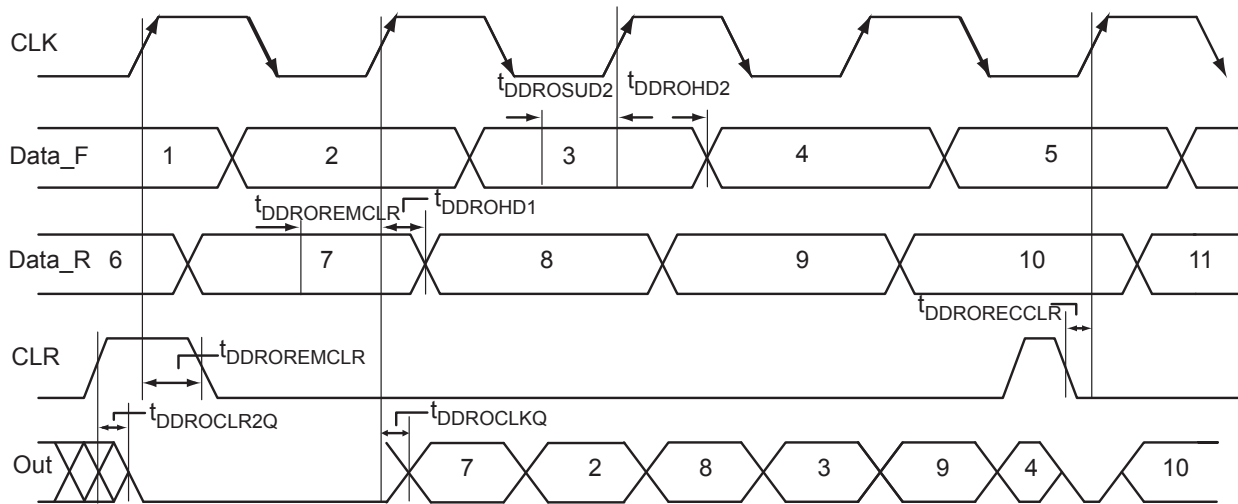 CLK
tDDROSUD2 tDDROHD2
Data_F 1 2 3 4 5
tDDROREMCLR tDDROHD1
Data_R 6 7 8 9 10 11
tDDRORECCLR
CLR tDDROREMCLR
tDDROCLR2Q tDDROCLKQ
Out 7 2 8 3 9 4 10